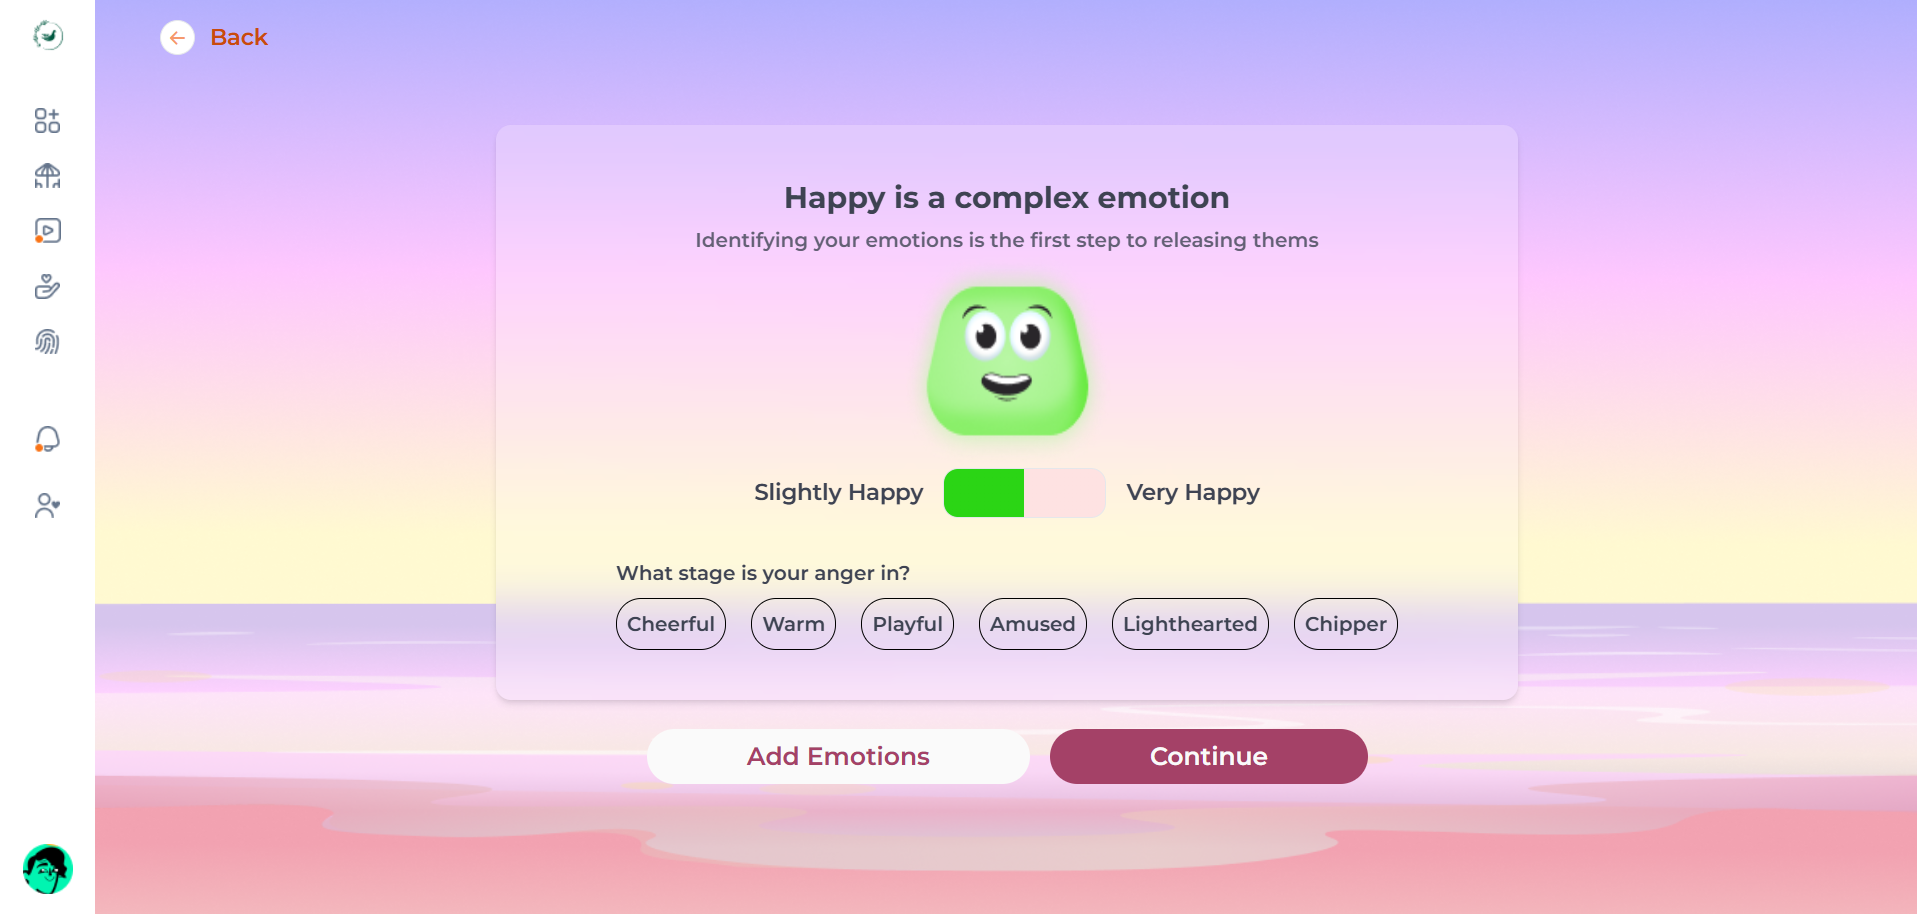 Back
Happy is a complex emotion
Identifying your emotions is the first step to releasing thems
Slightly Happy
Very Happy
What stage is your anger in?
Cheerful
Warm
Playful
Amused
Lighthearted
Chipper
Add Emotions
Continue